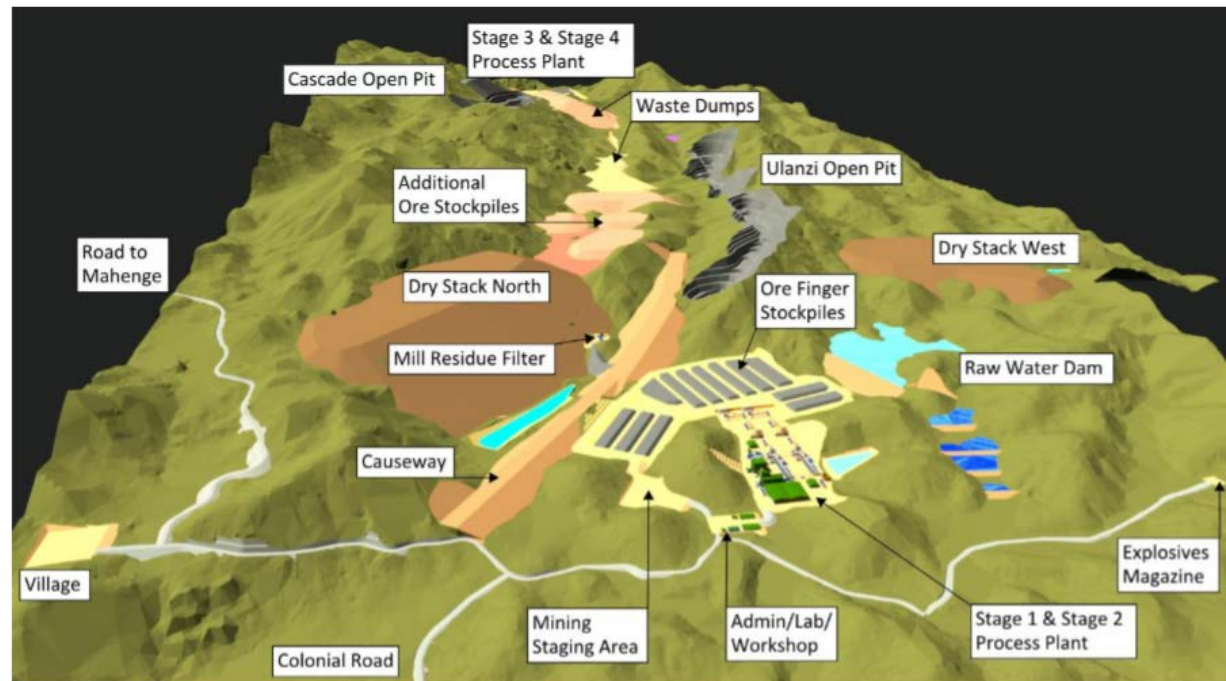 Stage 3 & Stage 4
Process Plant
Cascade Open Pit
Waste Dumps
Ulanzi Open Pit
Additional
Ore Stockpiles
Road to
Mahenge
Dry Stack West
Dry Stack North
Ore Finger
Stockpiles
Mill Residue Filter
Raw Water Dam
Causeway
Village
Explosives
Magazine
Mining
Staging Area
Admin/Lab/
Workshop
Stage 1 & Stage 2
Process Plant
Colonial Road